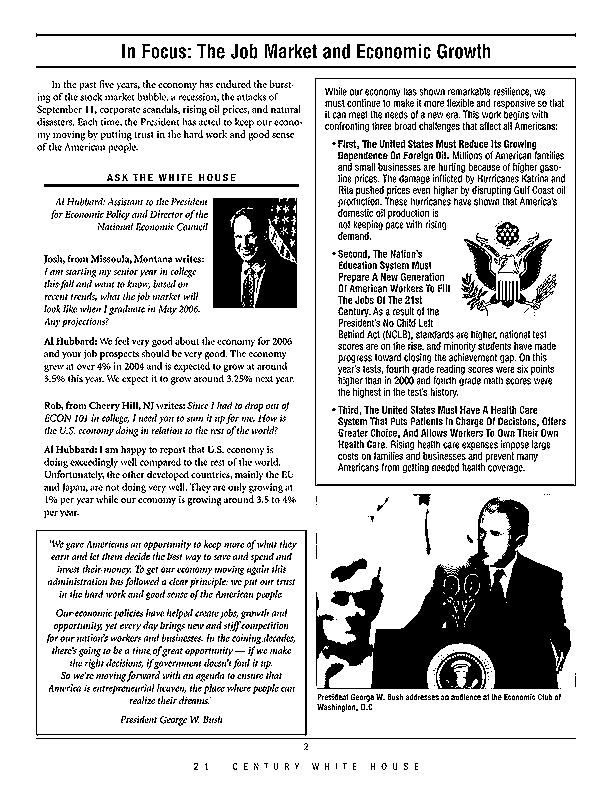 In Focus: The Job Market and Economic Growth
In the past five years, the economy has endured the burst-
ing of the stock market bubble, a recession, the attacks of
September 11, corporate scandals, rising oil prices, and natural
disasters. Each time, the President has acted to keep our econo-
my moving by putting trust in the hard work and good sense
of the American people.
ASK THE WHITE HOUSE
Al Hubbard: Assistant to the President
for Economic Policy and Director of the
National Economic Council
Josh, from Missoula, Montana writes:
I am starting my senior year in college
this fall and want to know, based on
recent trends, what the job market will
look like when I graduate in May 2006.
Any projections?
Al Hubbard: We feel very good about the economy for 2006
and your job prospects should be very good. The economy
grew at over 4% in 2004 and is expected to grow at around
3.5% this year. We expect it to grow around 3.25% next year.
Rob, from Cherry Hill, NJ writes: Since I had to drop out of
ECON 101 in college, I need you to sum it up for me. How is
the U.S. economy doing in relation to the rest of the world?
Al Hubbard: I am happy to report that U.S. economy is
doing exceedingly well compared to the rest of the world.
Unfortunately, the other developed countries, mainly the EU
and Japan, are not doing very well. They are only growing at
1% per year while our economy is growing around 3.5 to 4%
per year.
"We gave Americans an opportunity to keep more of what they
earn and let them decide the best way to save and spend and
invest their money. To get our economy moving again this
administration has followed a clear principle: we put our trust
in the hard work and good sense of the American people
Our economic policies have helped create jobs, growth and
opportunity, yet every day brings new and stiff competition
for our nation's workers and businesses. In the coming decades,
there's going to be a time of great opportunity — if we make
the right decisions, if government doesn't foul it up.
So we're moving forward with an agenda to ensure that
America is entrepreneurial heaven, the place where people can
realize their dreams."
President George W. Bush
While our economy has shown remarkable resilience, we
must continue to make it more flexible and responsive so that
it can meet the needs of a new era. This work begins with
confronting three broad challenges that affect all Americans:
• First, The United States Must Reduce Its Growing
Dependence On Foreign Oil. Millions of American families
and small businesses are hurting because of higher gaso-
line prices. The damage inflicted by Hurricanes Katrina and
Rita pushed prices even higher by disrupting Gulf Coast oil
production. These hurricanes have shown that America's
domestic oil production is
not keeping pace with rising
demand.
• Second, The Nation's
Education System Must
Prepare A New Generation
Of American Workers To Fill
The Jobs Of The 21st
Century. As a result of the
President's No Child Left
Behind Act (NCLB), standards are higher, national test
scores are on the rise, and minority students have made
progress toward closing the achievement gap. On this
year's tests, fourth grade reading scores were six points
higher than in 2000 and fourth grade math scores were
the highest in the test's history.
• Third, The United States Must Have A Health Care
System That Puts Patients In Charge Of Decisions, Offers
Greater Choice, And Allows Workers To Own Their Own
Health Care. Rising health care expenses impose large
costs on families and businesses and prevent many
Americans from getting needed health coverage.
President George W. Bush addresses an audience at the Economic Club of
Washington, D.C
2
21 CENTURY WHITE HOUSE